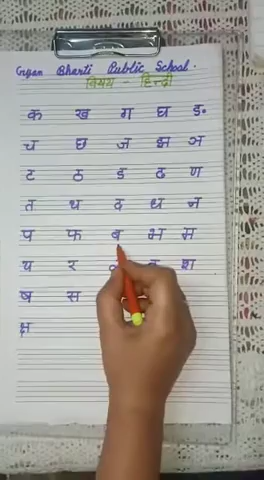 Gyan Bharti Public School.
विषय - हिन्दी
क ख ग घ ङ
च छ ज झ ञ
ट ठ ड ढ ण
त थ द ध न
प फ ब भ म
य र श
ष स
क्ष